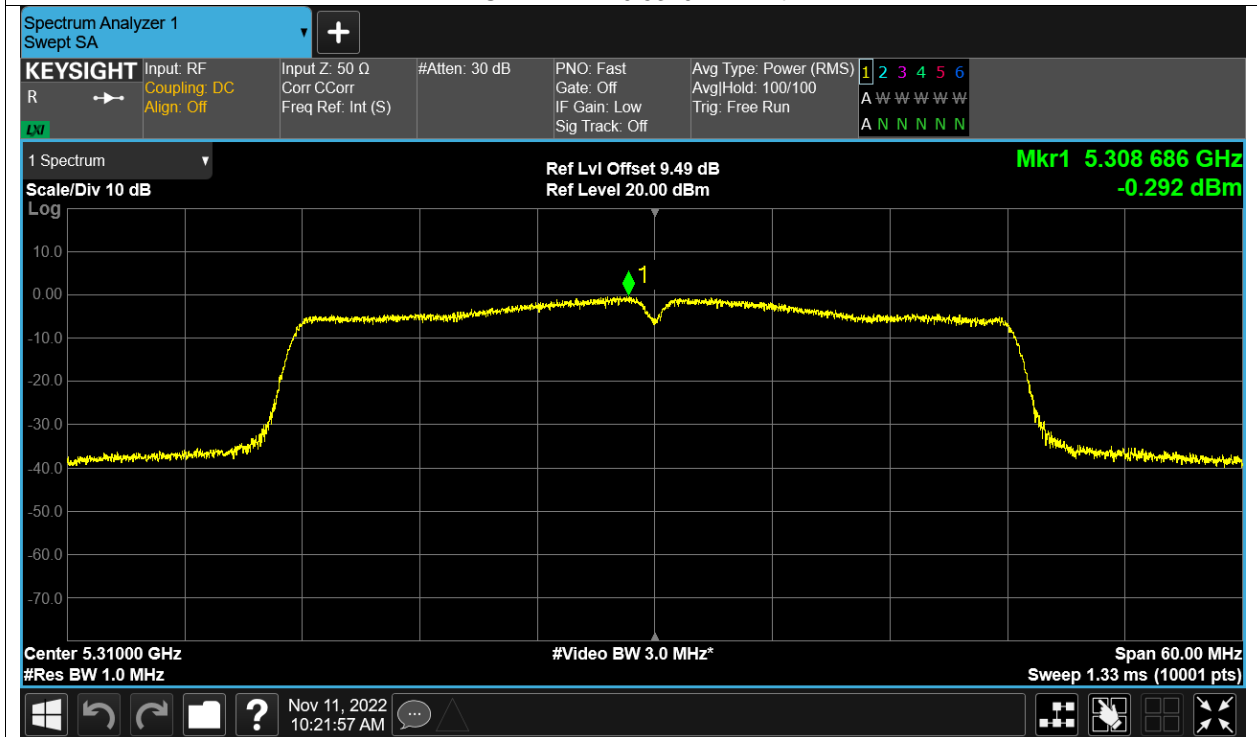 Spectrum Analyzer 1
Swept SA
+
KEYSIGHT
R
LXI
Input: RF
Coupling: DC
Align: Off
Input Z: 50 Ω
Corr CCorr
Freq Ref: Int (S)
#Atten: 30 dB
PNO: Fast
Gate: Off
IF Gain: Low
Sig Track: Off
Avg Type: Power (RMS)
Avg|Hold: 100/100
Trig: Free Run
1 2 3 4 5 6
A W W W W W
A N N N N N
1 Spectrum
Scale/Div 10 dB
Log
Ref Lvl Offset 9.49 dB
Ref Level 20.00 dBm
Mkr1 5.308 686 GHz
-0.292 dBm
10.0
0.00
-10.0
-20.0
-30.0
-40.0
-50.0
-60.0
-70.0
1
Center 5.31000 GHz
#Res BW 1.0 MHz
#Video BW 3.0 MHz*
Span 60.00 MHz
Sweep 1.33 ms (10001 pts)
?
Nov 11, 2022
10:21:57 AM